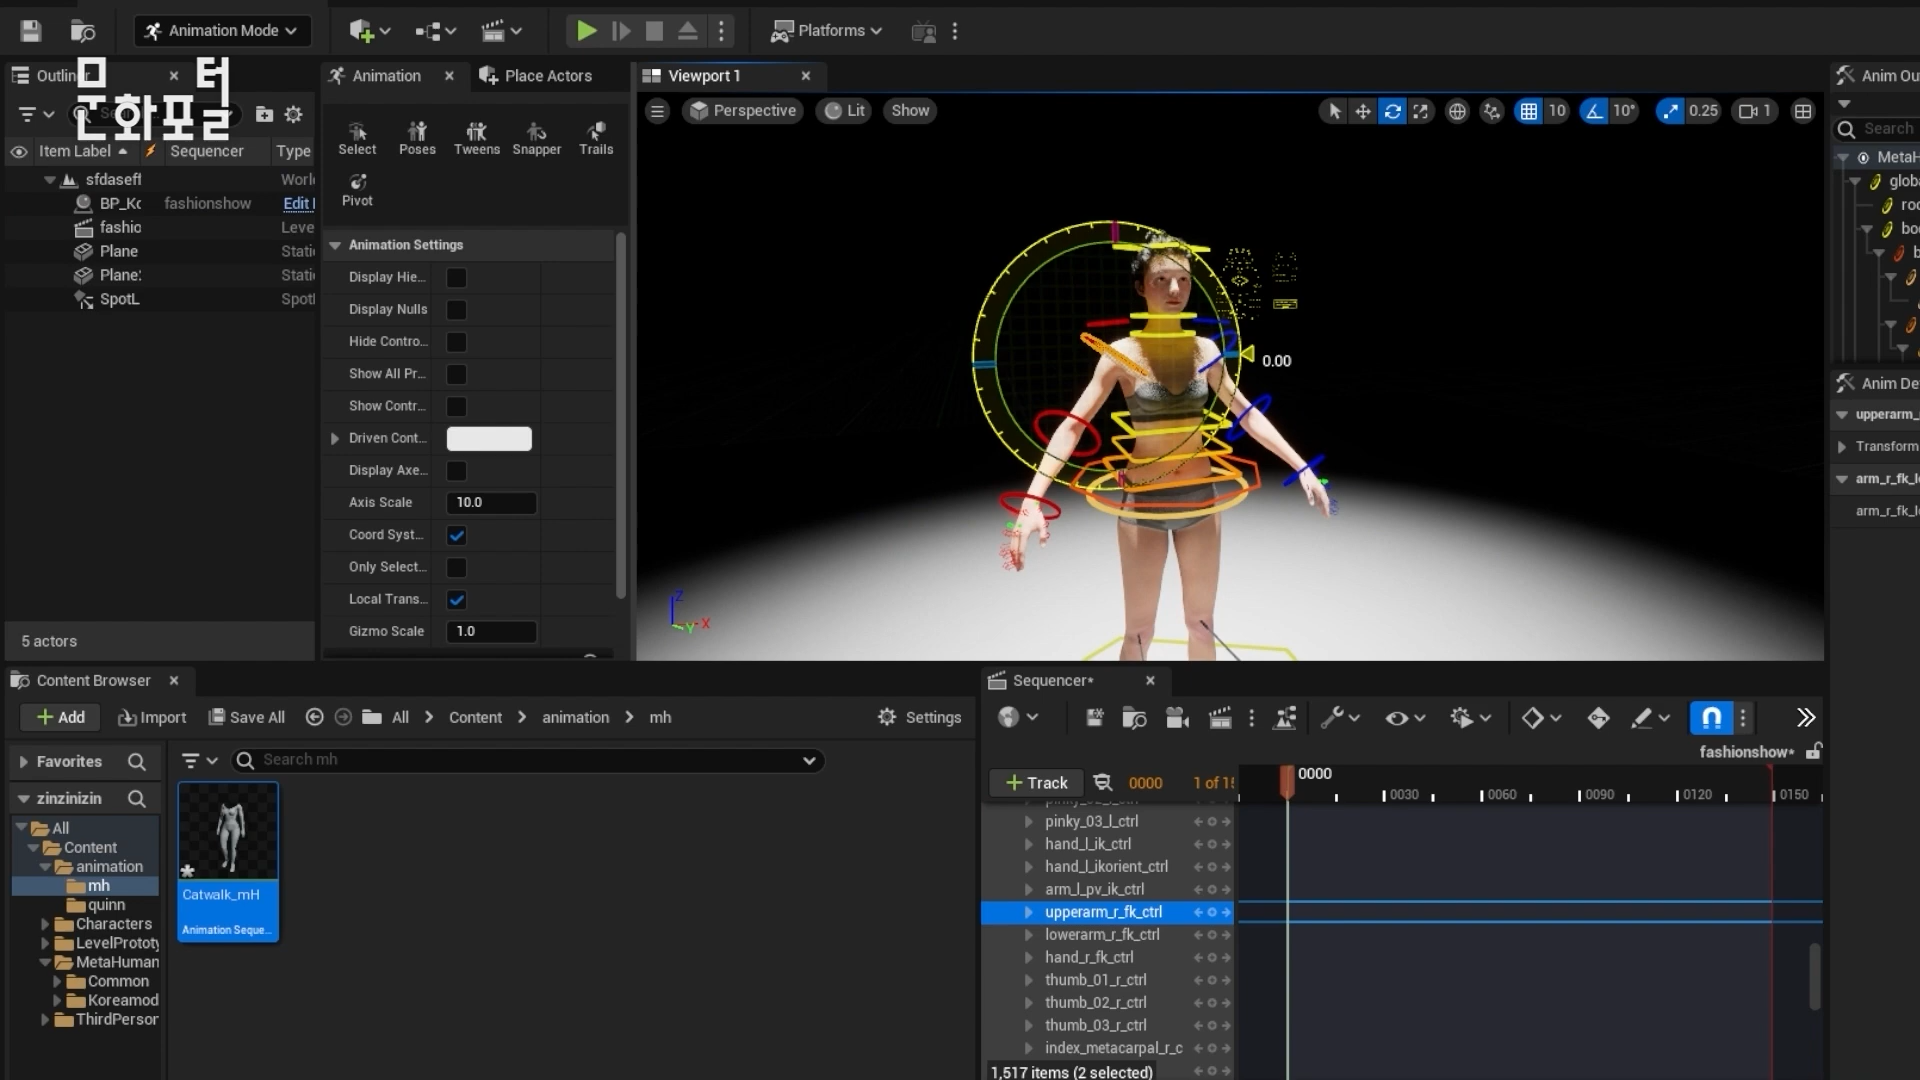 Animation Mode
Platforms
Outliner
문화포털
Animation
Place Actors
Viewport 1
Anim Ou
Perspective
Lit
Show
10
10°
0.25
1
Search
Item Label
Sequencer
Type
Select
Poses
Tweens
Snapper
Trails
Pivot
MetaH
globa
roo
boo
b
sfdaseff
Worl
BP_Kc
fashionshow
Edit
fashio
Leve
Plane
Stati
Plane:
Stati
SpotL
Spotl
5 actors
Animation Settings
Display Hie...
Display Nulls
Hide Contro...
Show All Pr...
Show Contr...
Driven Cont...
Display Axe...
Axis Scale
10.0
Coord Syst...
Only Select...
Local Trans...
Gizmo Scale
1.0
0.00
Z
X
Y
Anim De
upperarm_
Transform
arm_r_fk_l
arm_r_fk_l
Content Browser
Add
Import
Save All
All
Content
animation
mh
Settings
Favorites
Search mh
zinzinizin
All
Content
animation
mh
quinn
Characters
LevelPrototy
MetaHuman
Common
Koreamod
ThirdPersor
Catwalk_mH
Animation Seque...
Sequencer*
fashionshow*
Track
0000
1 of 1
0000
0030
0060
0090
0120
0150
pinky_03_l_ctrl
hand_l_ik_ctrl
hand_l_ikorient_ctrl
arm_l_pv_ik_ctrl
upperarm_r_fk_ctrl
lowerarm_r_fk_ctrl
hand_r_fk_ctrl
thumb_01_r_ctrl
thumb_02_r_ctrl
thumb_03_r_ctrl
index_metacarpal_r_c
1,517 items (2 selected)